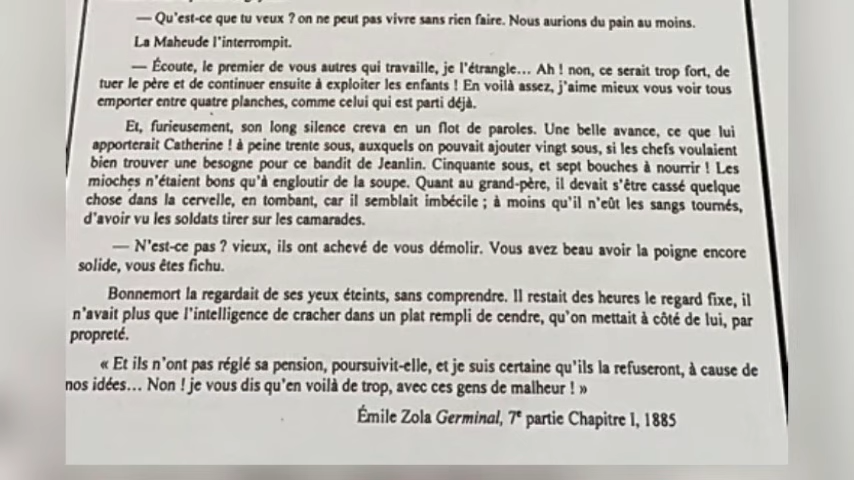 — Qu'est-ce que tu veux ? on ne peut pas vivre sans rien faire. Nous aurions du pain au moins.
La Maheude l'interrompit.
— Écoute, le premier de vous autres qui travaille, je l'étrangle... Ah ! non, ce serait trop fort, de
tuer le père et de continuer ensuite à exploiter les enfants ! En voilà assez, j'aime mieux vous voir tous
emporter entre quatre planches, comme celui qui est parti déjà.
Et, furieusement, son long silence creva en un flot de paroles. Une belle avance, ce que lui
apporterait Catherine ! à peine trente sous, auxquels on pouvait ajouter vingt sous, si les chefs voulaient
bien trouver une besogne pour ce bandit de Jeanlin. Cinquante sous, et sept bouches à nourrir ! Les
mioches n'étaient bons qu'à engloutir de la soupe. Quant au grand-père, il devait s'être cassé quelque
chose dans la cervelle, en tombant, car il semblait imbécile ; à moins qu'il n'eût les sangs tournés,
d'avoir vu les soldats tirer sur les camarades.
— N'est-ce pas ? vieux, ils ont achevé de vous démolir. Vous avez beau avoir la poigne encore
solide, vous êtes fichu.
Bonnemort la regardait de ses yeux éteints, sans comprendre. Il restait des heures le regard fixe, il
n'avait plus que l'intelligence de cracher dans un plat rempli de cendre, qu'on mettait à côté de lui, par
propreté.
« Et ils n'ont pas réglé sa pension, poursuivit-elle, et je suis certaine qu'ils la refuseront, à cause de
nos idées... Non ! je vous dis qu'en voilà de trop, avec ces gens de malheur ! »
Émile Zola Germinal, 7e partie Chapitre I, 1885